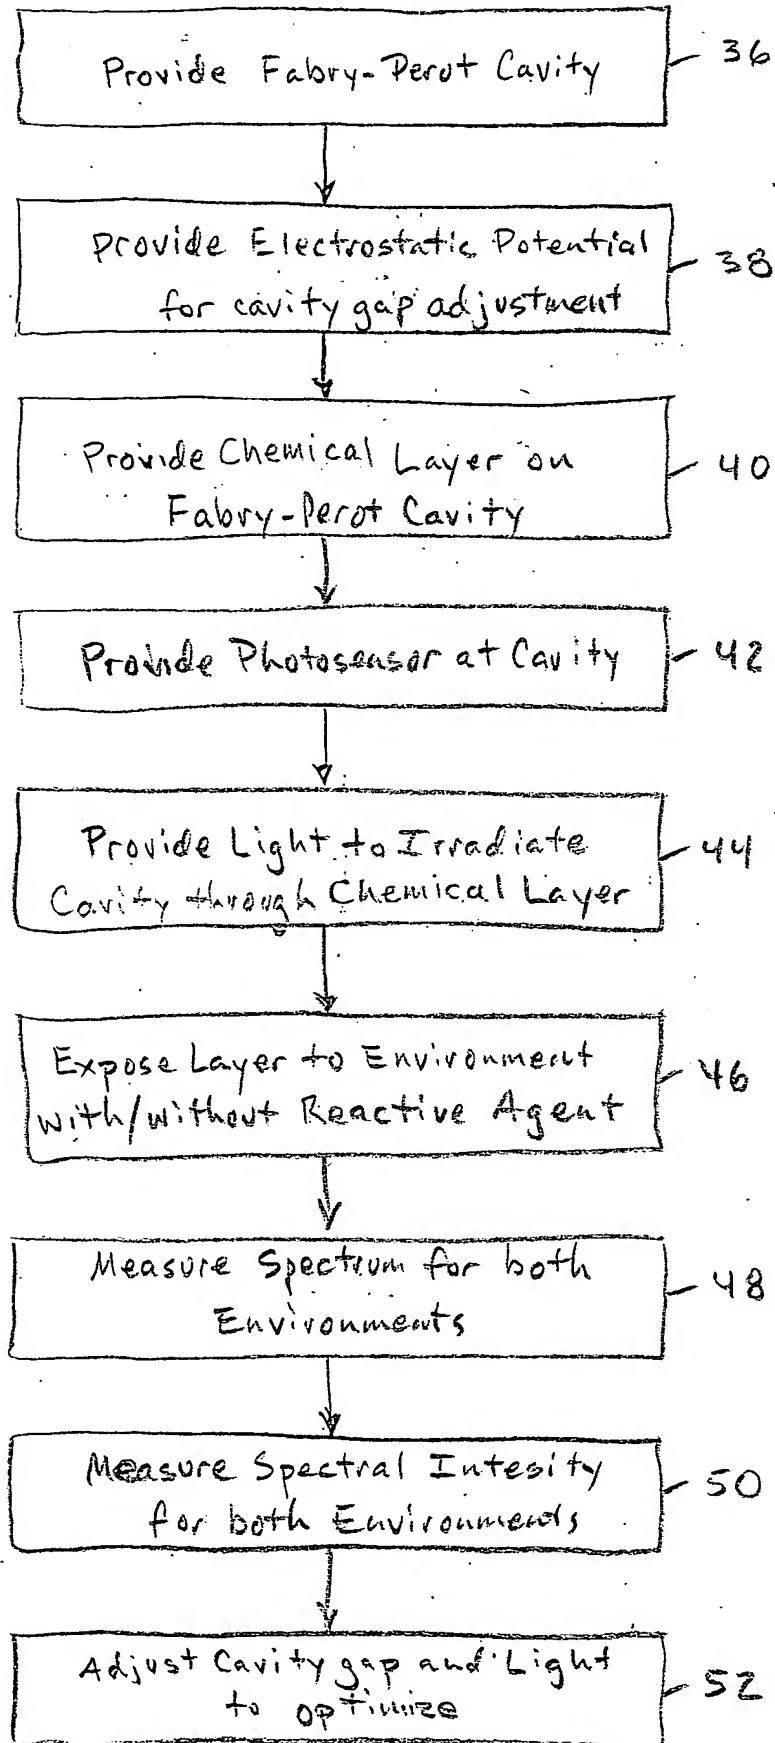 Provide Fabry-Perot Cavity
36
Provide Electrostatic Potential
for cavity gap adjustment
38
Provide Chemical Layer on
Fabry-Perot Cavity
40
Provide Photosensor at Cavity
42
Provide Light to Irradiate
Cavity through Chemical Layer
44
Expose Layer to Environment
with/without Reactive Agent
46
Measure Spectrum for both
Environments
48
Measure Spectral Intesity
for both Environments
50
Adjust Cavity gap and Light
to optimize
52